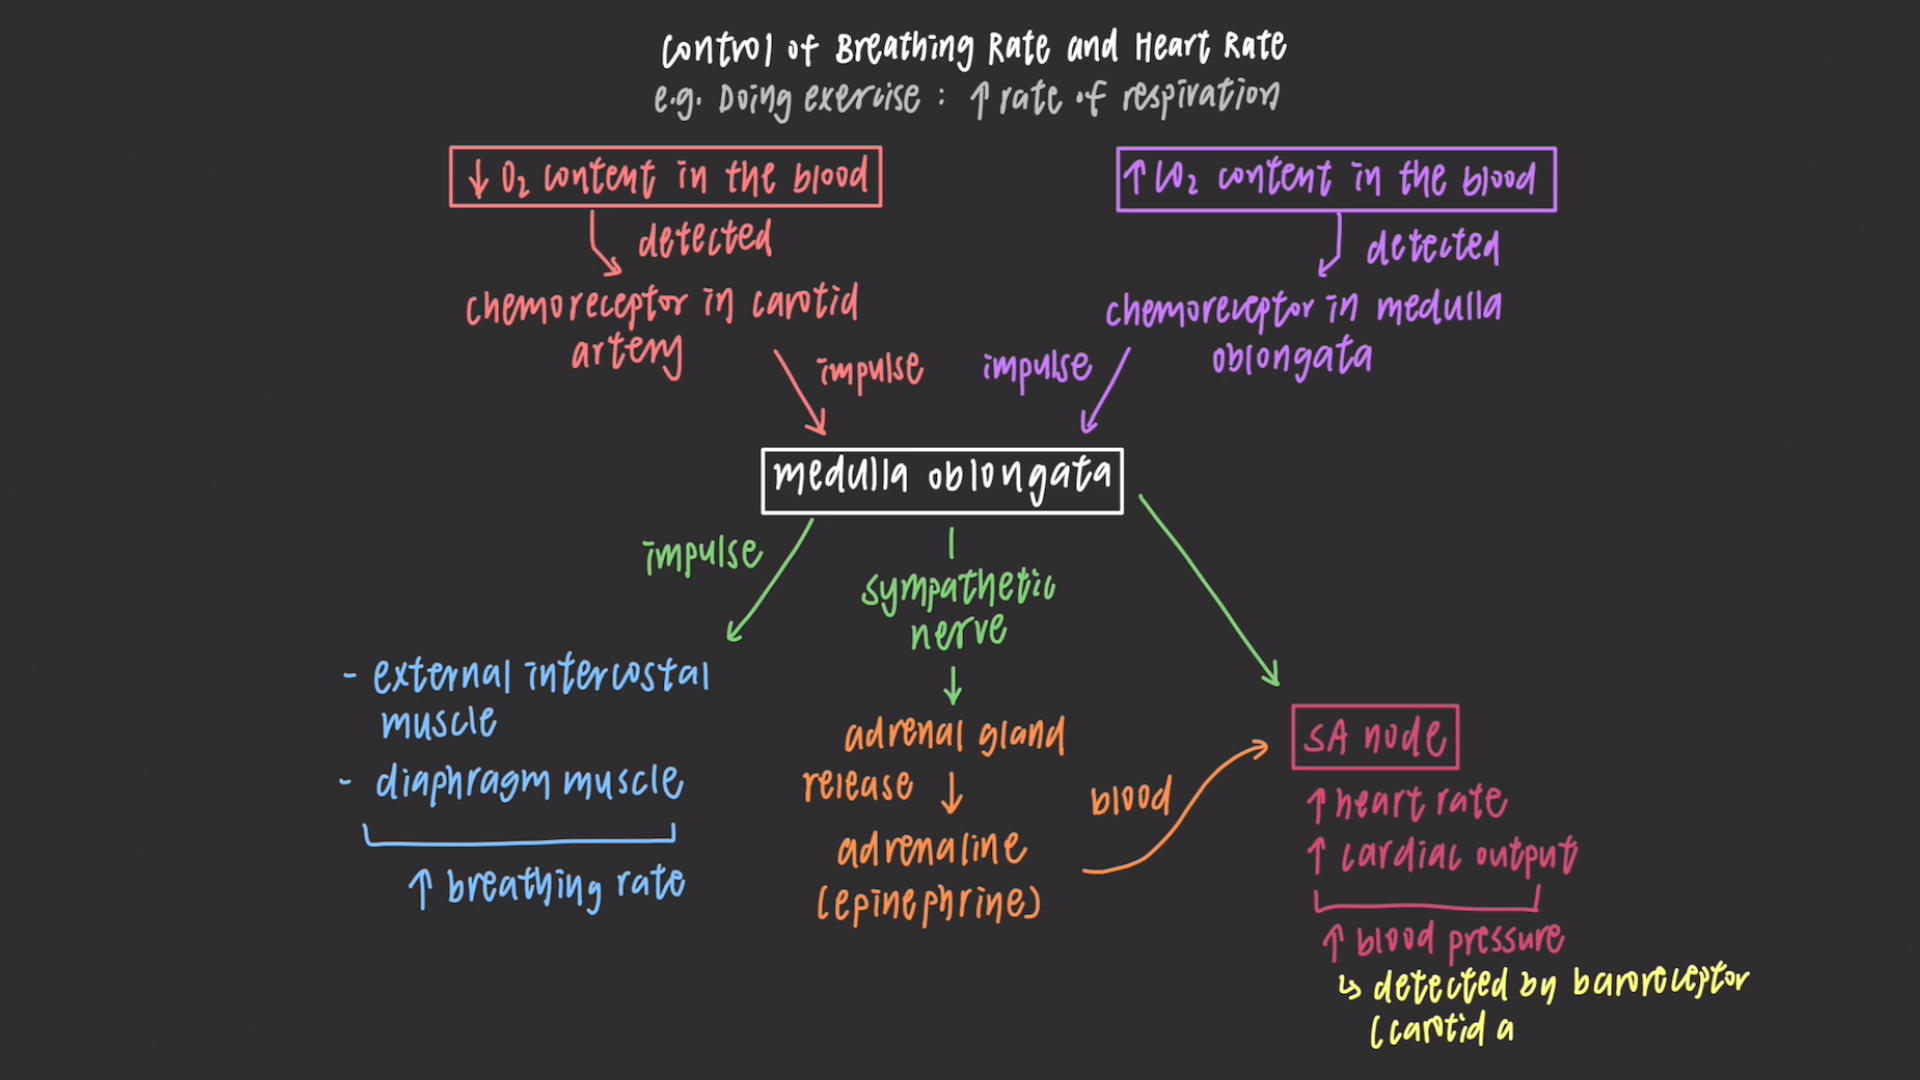 Control of Breathing Rate and Heart Rate
e.g. Doing exercise : ↑ rate of respiration
↓ O₂ content in the blood
detected
chemoreceptor in carotid
artery
impulse
↑ CO₂ content in the blood
detected
chemoreceptor in medulla
oblongata
impulse
medulla oblongata
impulse
- external intercostal
muscle
- diaphragm muscle
↑ breathing rate
sympathetic
nerve
adrenal gland
release
adrenaline
(epinephrine)
blood
SA node
↑ heart rate
↑ cardiac output
↑ blood pressure
↳ detected by baroreceptor
(carotid a